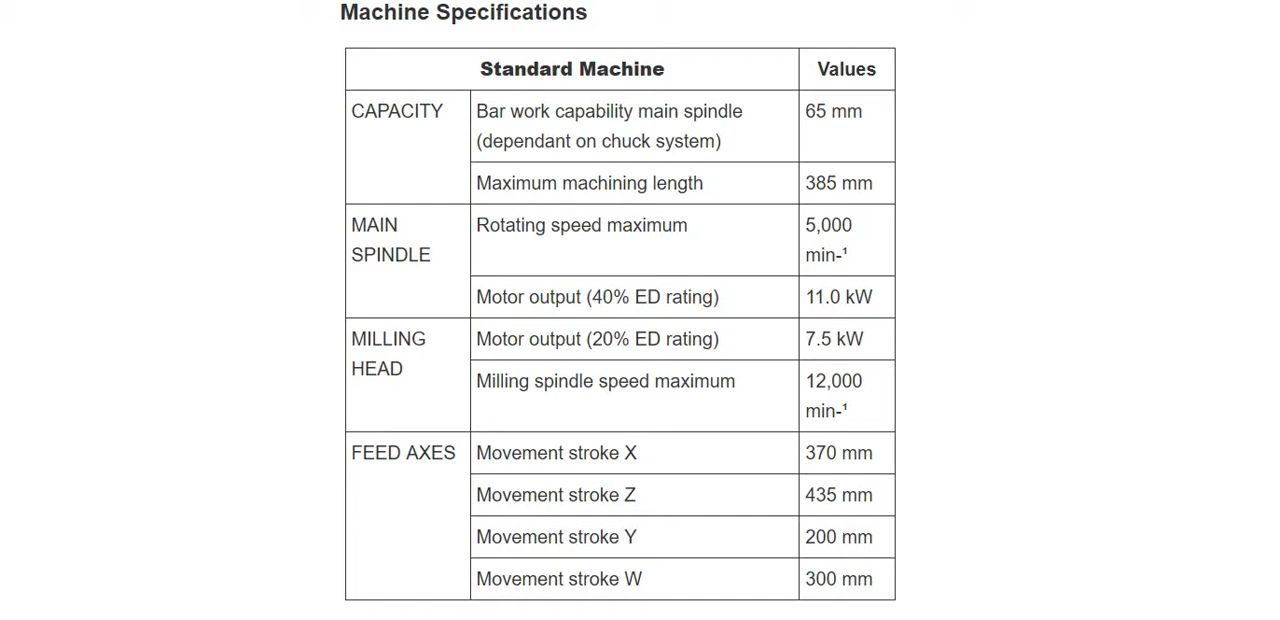 Machine Specifications
Standard Machine Values
CAPACITY Bar work capability main spindle 65 mm
(dependant on chuck system)
Maximum machining length 385 mm
MAIN Rotating speed maximum 5,000
SPINDLE min-¹
Motor output (40% ED rating) 11.0 kW
MILLING Motor output (20% ED rating) 7.5 kW
HEAD
Milling spindle speed maximum 12,000
min-¹
FEED AXES Movement stroke X 370 mm
Movement stroke Z 435 mm
Movement stroke Y 200 mm
Movement stroke W 300 mm